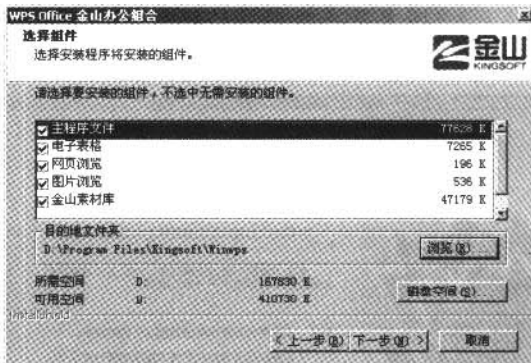 WPS Office 金山办公组合
选择组件
选择安装程序将安装的组件。
金山
KINGSOFT
请选择要安装的组件，不选中无需安装的组件。
主程序文件 77628 K
电子表格 7265 K
网页浏览 196 K
图片浏览 536 K
金山素材库 47179 K
目的地文件夹
D:\Program Files\Kingsoft\Winwps
浏览(R)
所需空间 D: 167830 K
可用空间 D: 410730 K
磁盘空间(S)
InstallShield
< 上一步(B) 下一步(N) > 取消